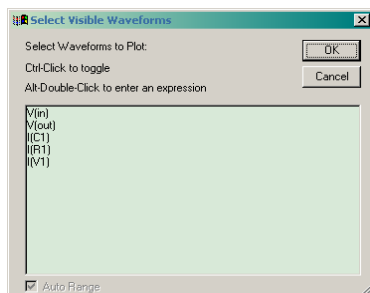 Select Visible Waveforms
Select Waveforms to Plot:
OK
Ctrl-Click to toggle
Cancel
Alt-Double-Click to enter an expression
V(in)
V(out)
I(C1)
I(R1)
I(V1)
Auto Range